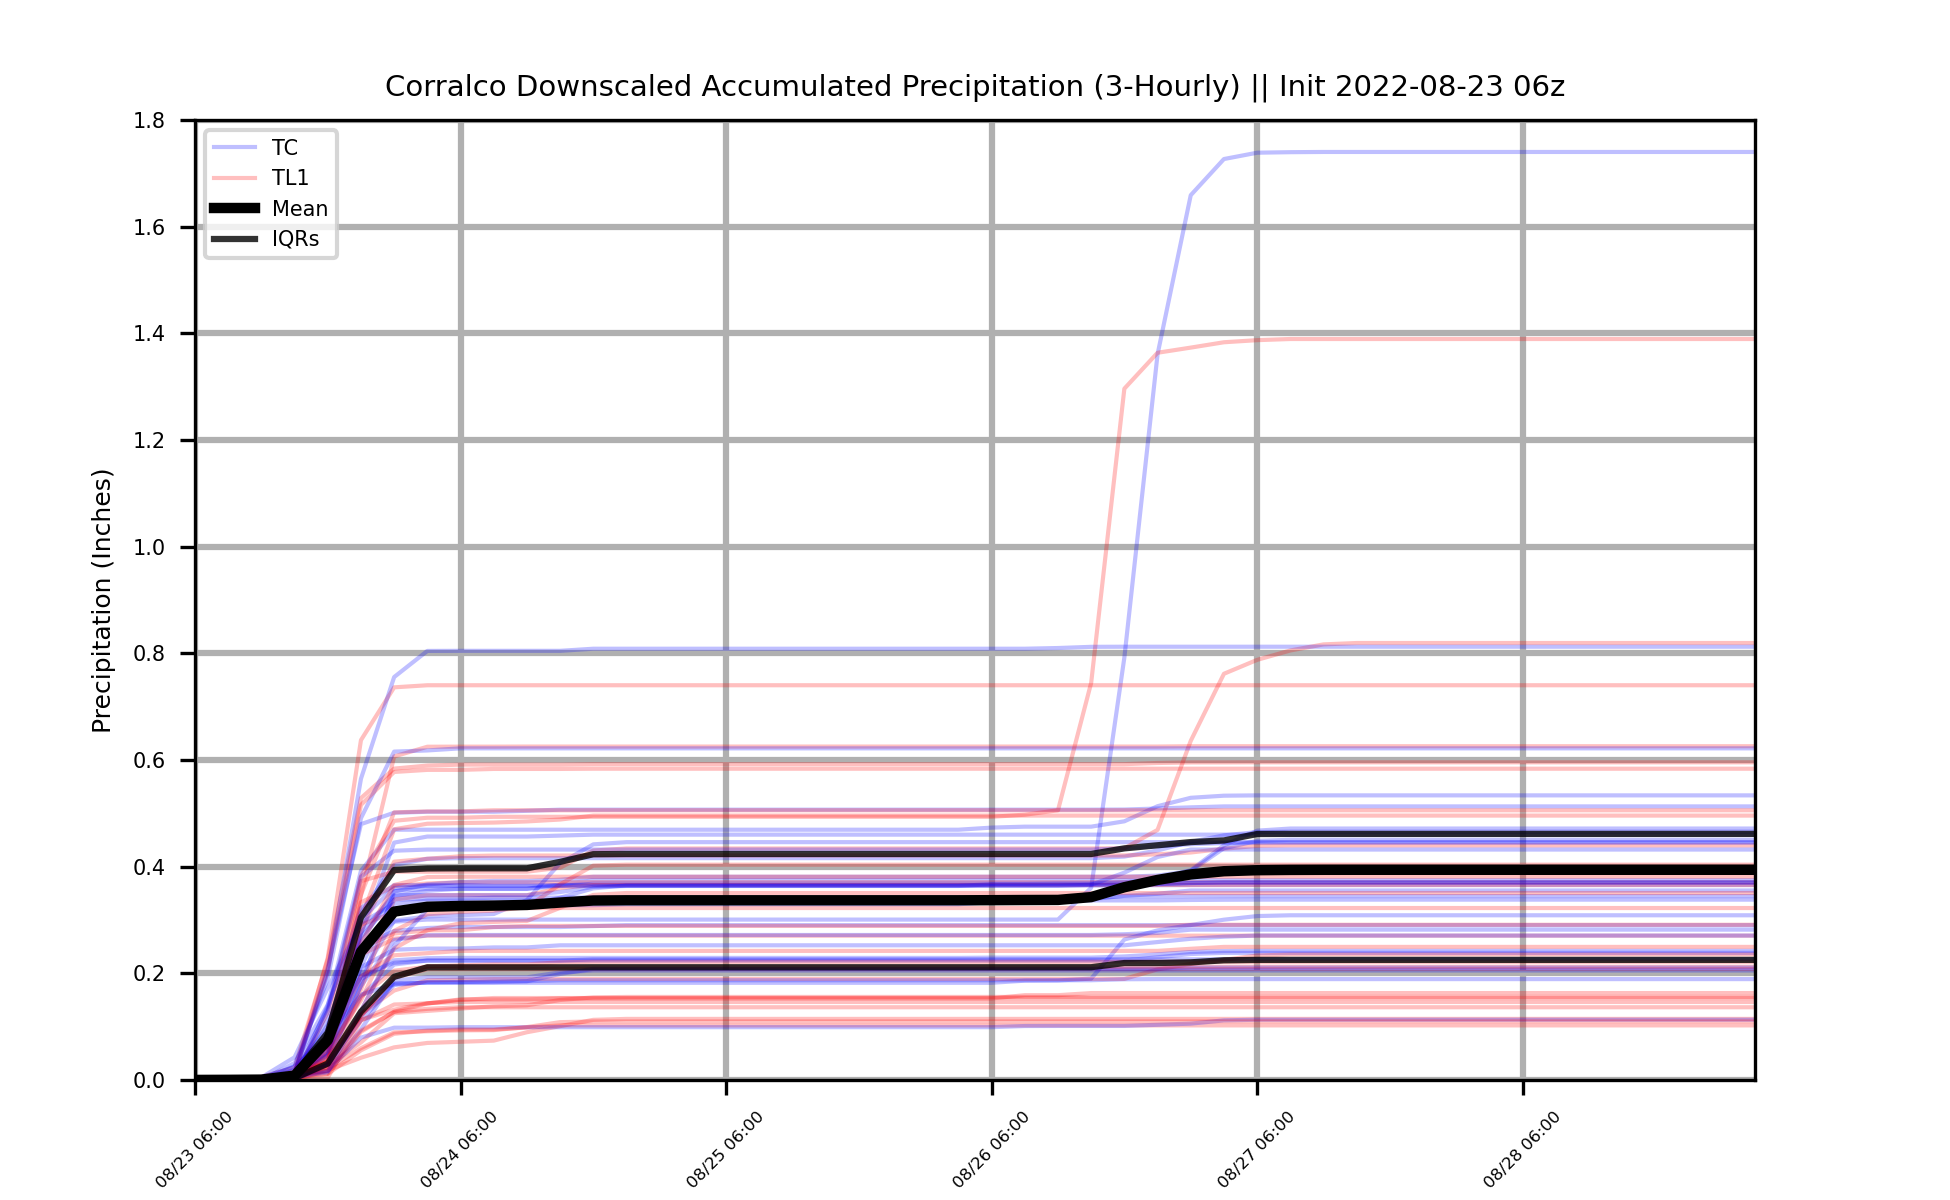 Corralco Downscaled Accumulated Precipitation (3-Hourly) || Init 2022-08-23 06z
TC
TL1
Mean
IQRs
Precipitation (Inches)
1.8
1.6
1.4
1.2
1.0
0.8
0.6
0.4
0.2
0.0
08/23 06:00
08/24 06:00
08/25 06:00
08/26 06:00
08/27 06:00
08/28 06:00